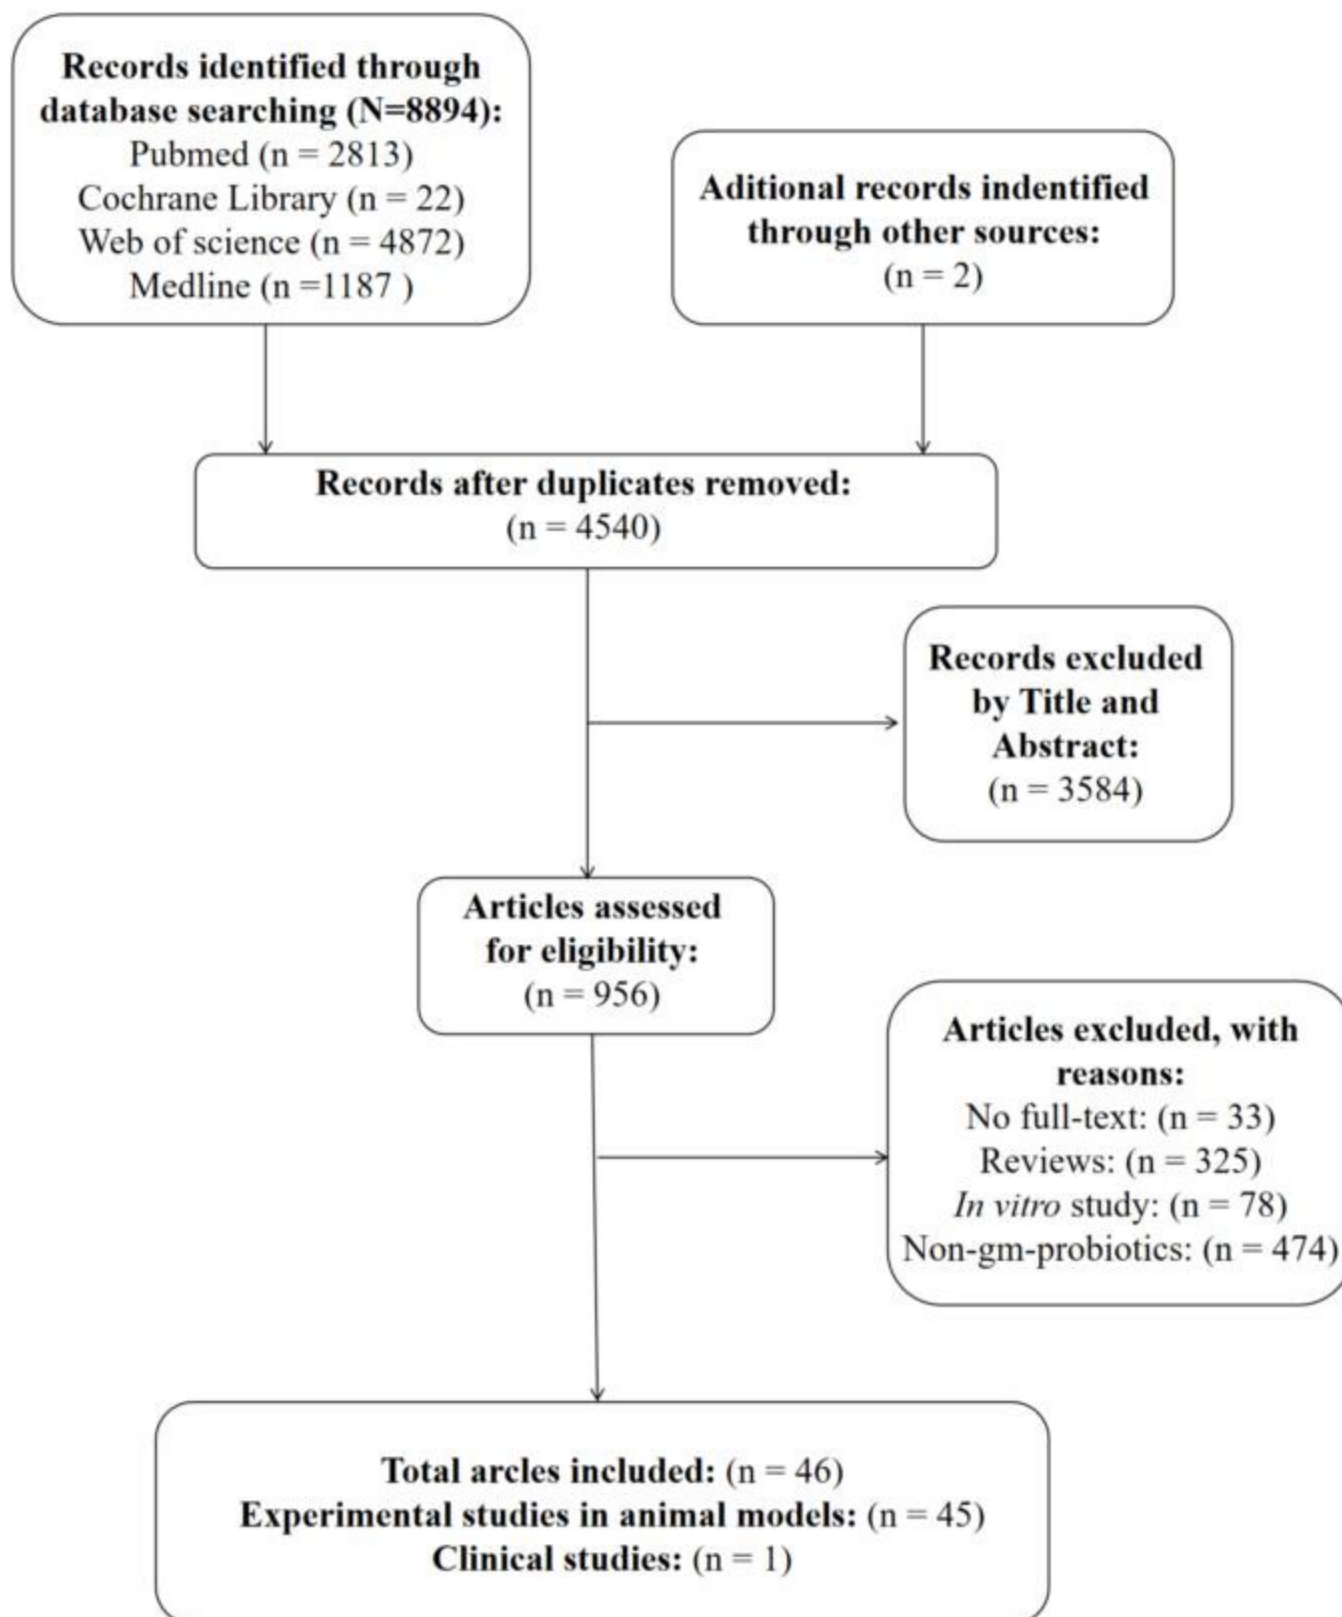 Records identified through
database searching (N=8894):
Pubmed (n = 2813)
Cochrane Library (n = 22)
Web of science (n = 4872)
Medline (n =1187 )
Aditional records indentified
through other sources:
(n = 2)
Records after duplicates removed:
(n = 4540)
Records excluded
by Title and
Abstract:
(n = 3584)
Articles assessed
for eligibility:
(n = 956)
Articles excluded, with
reasons:
No full-text: (n = 33)
Reviews: (n = 325)
In vitro study: (n = 78)
Non-gm-probiotics: (n = 474)
Total arcles included: (n = 46)
Experimental studies in animal models: (n = 45)
Clinical studies: (n = 1)